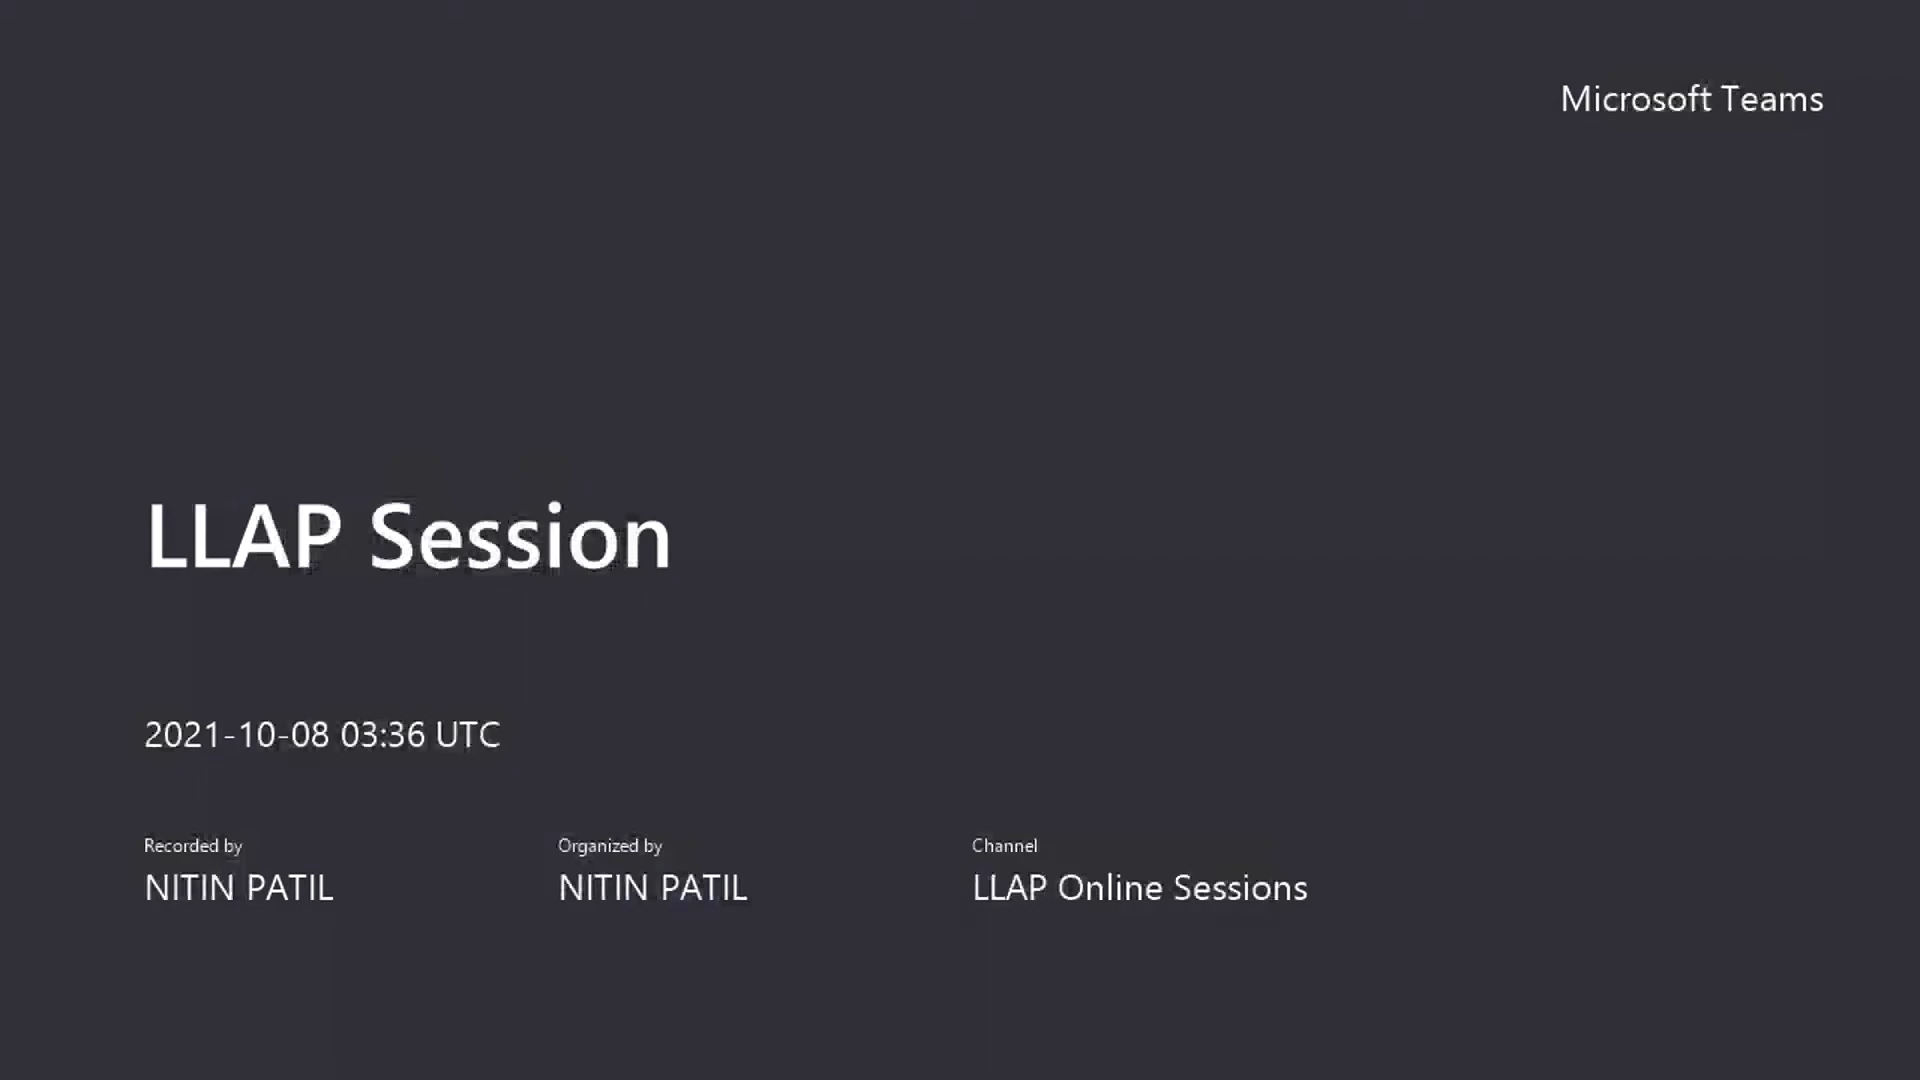 Microsoft Teams
LLAP Session
2021-10-08 03:36 UTC
Recorded by
NITIN PATIL
Organized by
NITIN PATIL
Channel
LLAP Online Sessions